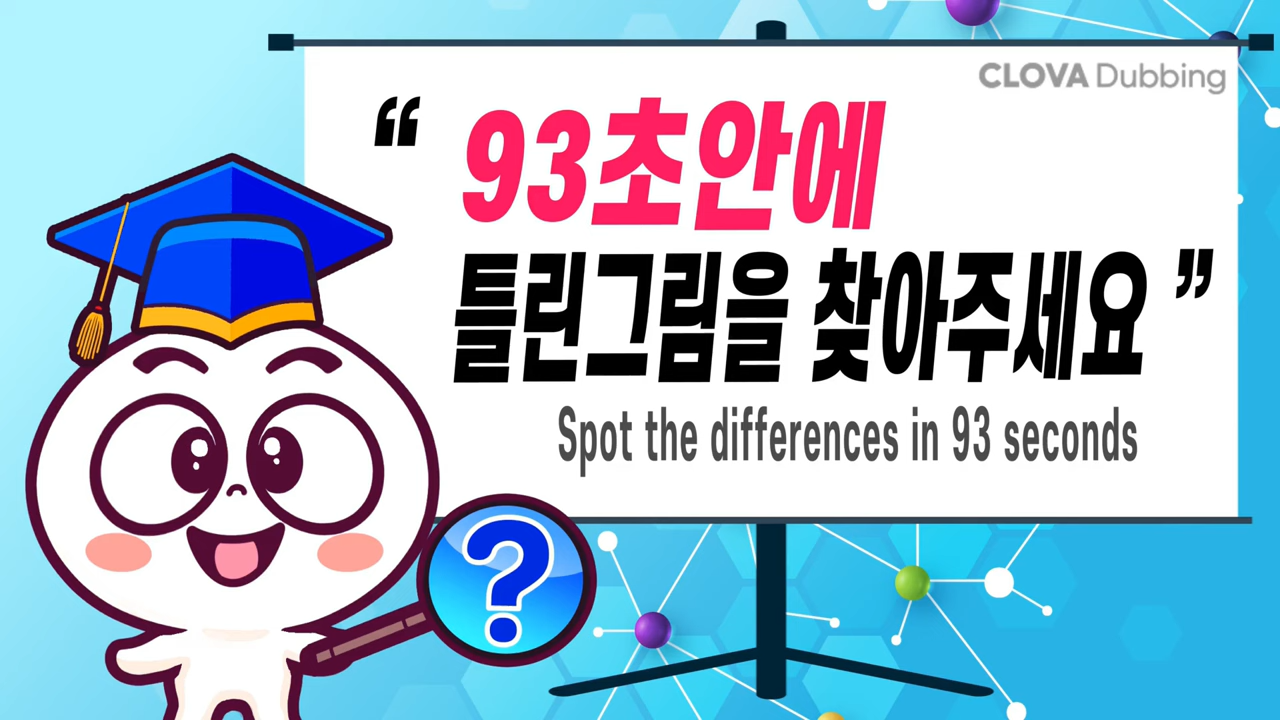 CLOVA Dubbing
“ 93초안에
틀린그림을 찾아주세요 ”
Spot the differences in 93 seconds
?